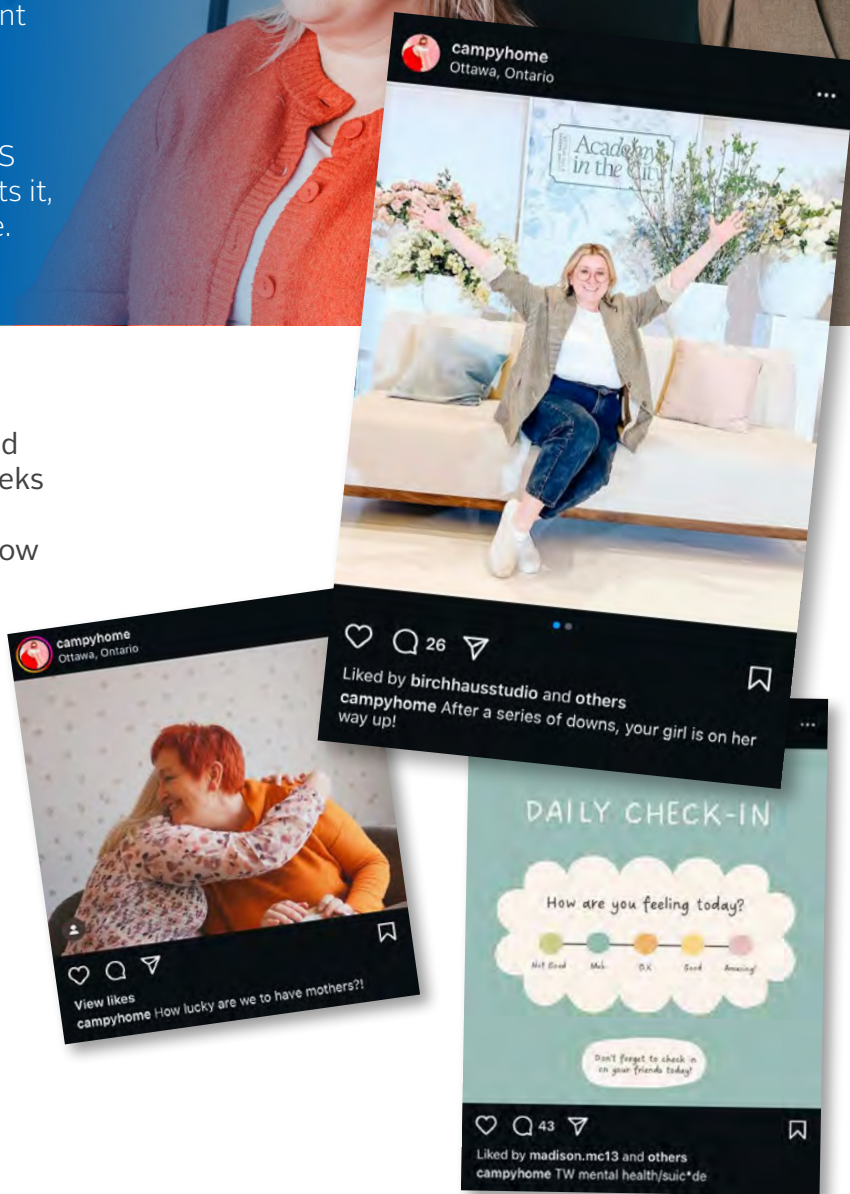 nt
S
ts it,
e.
d
eeks
ow
campyhome
Ottawa, Ontario
Academy
in the City
26
Liked by birchhausstudio and others
campyhome After a series of downs, your girl is on her
way up!
campyhome
Ottawa, Ontario
View likes
campyhome How lucky are we to have mothers?!
DAILY CHECK-IN
How are you feeling today?
Not Good
Meh
O.K
Good
Amazing!
Don't forget to check in
on your friends today!
43
Liked by madison.mc13 and others
campyhome TW mental health/suic*de